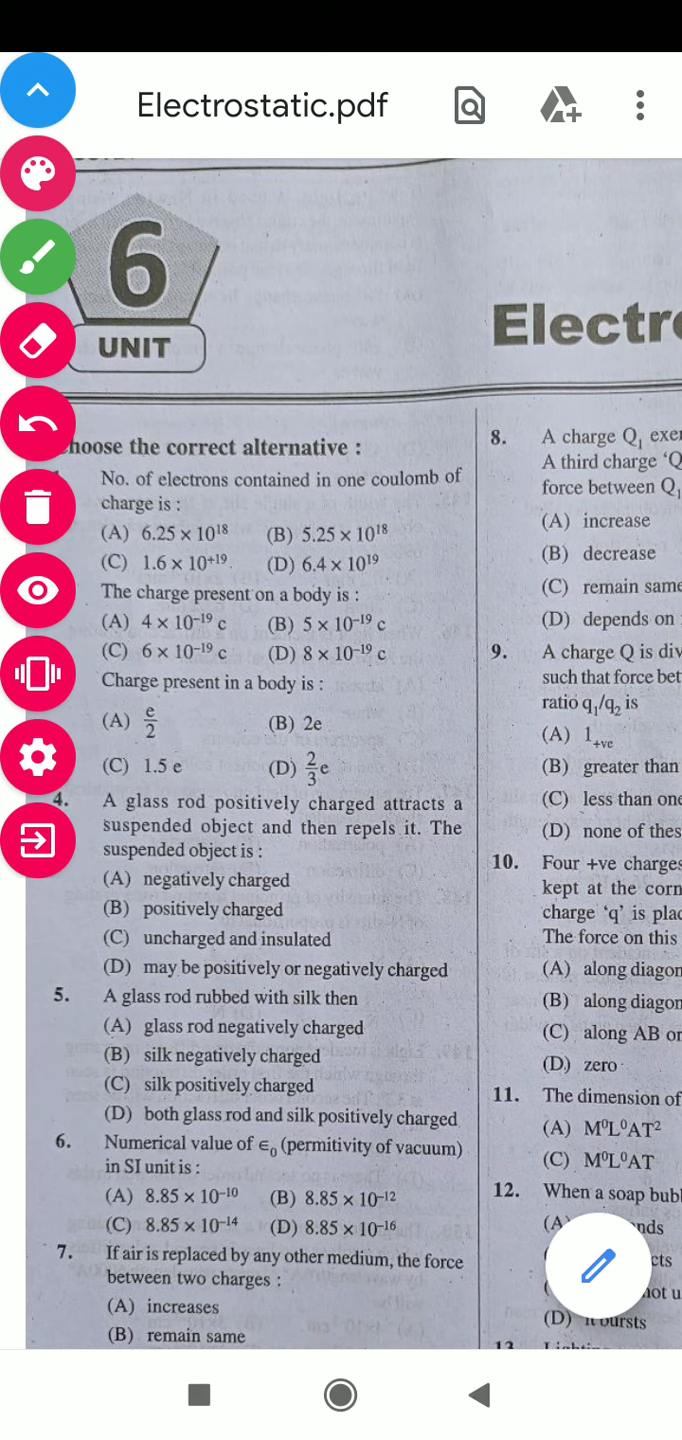 Electrostatic.pdf
6
UNIT
Electr
hoose the correct alternative :
No. of electrons contained in one coulomb of
charge is :
(A) 6.25 × 10¹⁸ (B) 5.25 × 10¹⁸
(C) 1.6 × 10⁺¹⁹ (D) 6.4 × 10¹⁹
The charge present on a body is :
(A) 4 × 10⁻¹⁹ c (B) 5 × 10⁻¹⁹ c
(C) 6 × 10⁻¹⁹ c (D) 8 × 10⁻¹⁹ c
Charge present in a body is :
(A) e/2 (B) 2e
(C) 1.5 e (D) 2/3 e
4. A glass rod positively charged attracts a
suspended object and then repels it. The
suspended object is :
(A) negatively charged
(B) positively charged
(C) uncharged and insulated
(D) may be positively or negatively charged
5. A glass rod rubbed with silk then
(A) glass rod negatively charged
(B) silk negatively charged
(C) silk positively charged
(D) both glass rod and silk positively charged
6. Numerical value of ∈₀ (permitivity of vacuum)
in SI unit is :
(A) 8.85 × 10⁻¹⁰ (B) 8.85 × 10⁻¹²
(C) 8.85 × 10⁻¹⁴ (D) 8.85 × 10⁻¹⁶
7. If air is replaced by any other medium, the force
between two charges :
(A) increases
(B) remain same
8. A charge Q₁ exer
A third charge ‘Q
force between Q₁
(A) increase
(B) decrease
(C) remain same
(D) depends on
9. A charge Q is div
such that force bet
ratio q₁/q₂ is
(A) 1₊ve
(B) greater than
(C) less than one
(D) none of thes
10. Four +ve charges
kept at the corn
charge ‘q’ is plac
The force on this
(A) along diagon
(B) along diagon
(C) along AB or
(D) zero
11. The dimension of
(A) M⁰L⁰AT²
(C) M⁰L⁰AT
12. When a soap bubb
(A nds
cts
not u
(D) it bursts
13